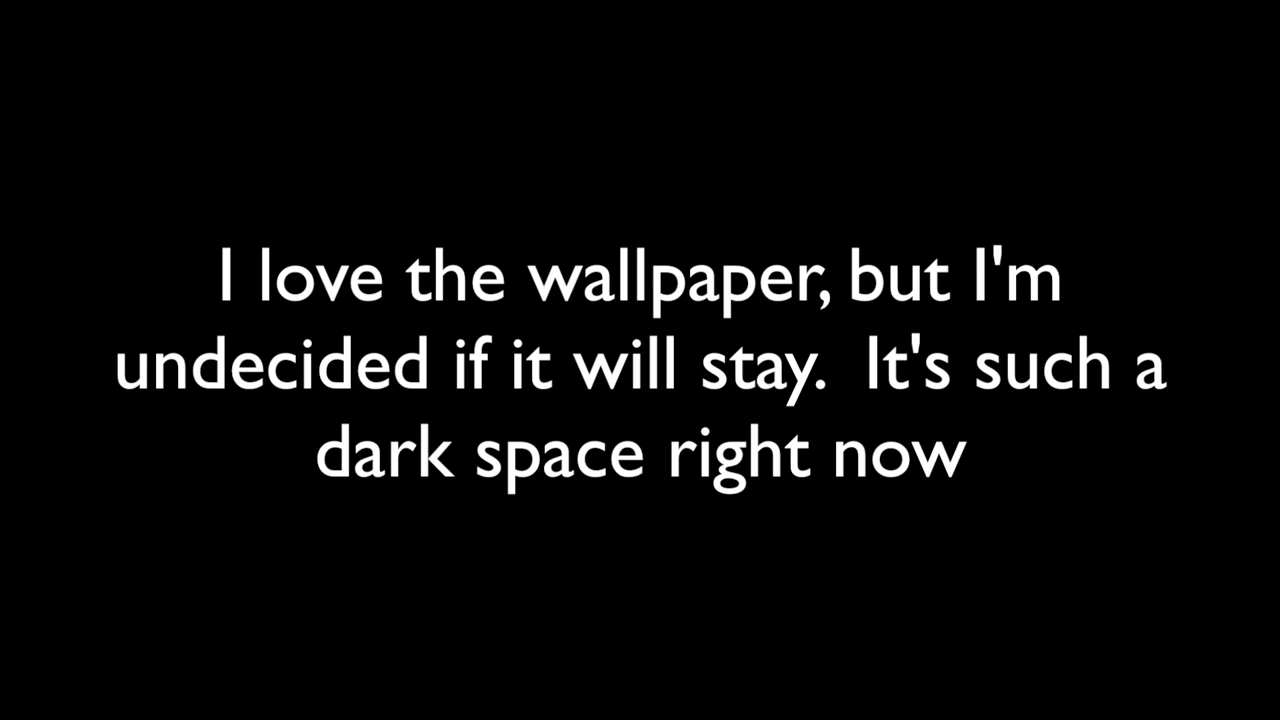 I love the wallpaper, but I'm
undecided if it will stay.  It's such a
dark space right now